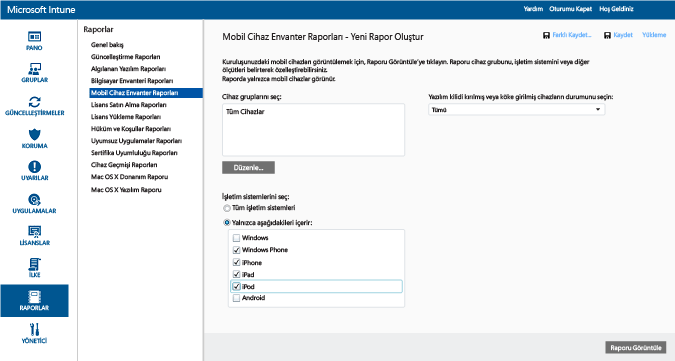 Microsoft Intune
Yardım Oturumu Kapat Hoş Geldiniz
PANO
GRUPLAR
GÜNCELLEŞTİRMELER
KORUMA
UYARILAR
UYGULAMALAR
LİSANSLAR
İLKE
RAPORLAR
YÖNETİCİ
Raporlar
Genel bakış
Güncelleştirme Raporları
Algılanan Yazılım Raporları
Bilgisayar Envanteri Raporları
Mobil Cihaz Envanter Raporları
Lisans Satın Alma Raporları
Lisans Yükleme Raporları
Hüküm ve Koşullar Raporları
Uyumsuz Uygulamalar Raporları
Sertifika Uyumluluğu Raporları
Cihaz Geçmişi Raporları
Mac OS X Donanım Raporu
Mac OS X Yazılım Raporu
Mobil Cihaz Envanter Raporları - Yeni Rapor Oluştur
Farklı Kaydet... Kaydet Yükleme
Kuruluşunuzdaki mobil cihazları görüntülemek için, Raporu Görüntüle'ye tıklayın. Raporu cihaz grubunu, işletim sistemini veya diğer
ölçütleri belirterek özelleştirebilirsiniz.
Raporda yalnızca mobil cihazlar görünür.
Cihaz gruplarını seç:
Tüm Cihazlar
Düzenle...
Yazılım kilidi kırılmış veya köke girilmiş cihazların durumunu seçin:
Tümü
İşletim sistemlerini seç:
Tüm işletim sistemleri
Yalnızca aşağıdakileri içerir:
Windows
Windows Phone
iPhone
iPad
iPod
Android
Raporu Görüntüle